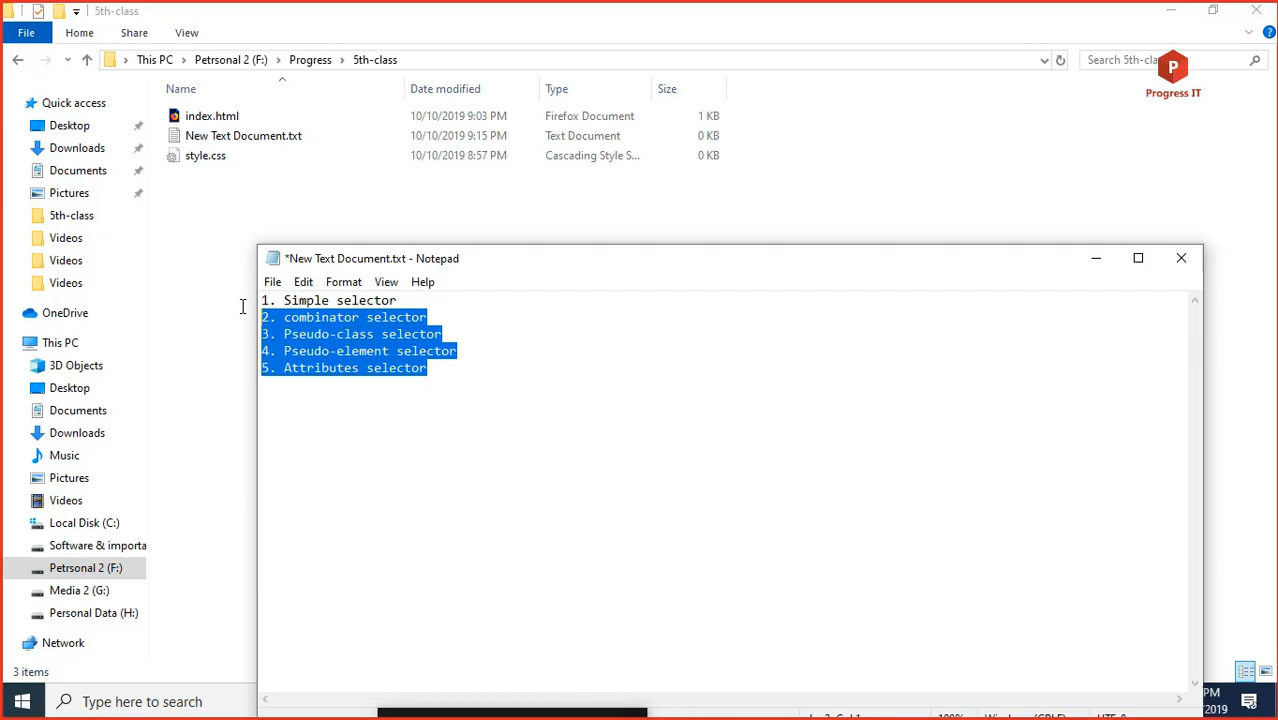 5th-class
File Home Share View
This PC Petrsonal 2 (F:) Progress 5th-class
Search 5th-cla
P
Progress IT
Name Date modified Type Size
index.html 10/10/2019 9:03 PM Firefox Document 1 KB
New Text Document.txt 10/10/2019 9:15 PM Text Document 0 KB
style.css 10/10/2019 8:57 PM Cascading Style S... 0 KB
Quick access
Desktop
Downloads
Documents
Pictures
5th-class
Videos
Videos
Videos
OneDrive
This PC
3D Objects
Desktop
Documents
Downloads
Music
Pictures
Videos
Local Disk (C:)
Software & importa
Petrsonal 2 (F:)
Media 2 (G:)
Personal Data (H:)
Network
3 items
*New Text Document.txt - Notepad
File Edit Format View Help
1. Simple selector
2. combinator selector
3. Pseudo-class selector
4. Pseudo-element selector
5. Attributes selector
Type here to search
PM
/2019